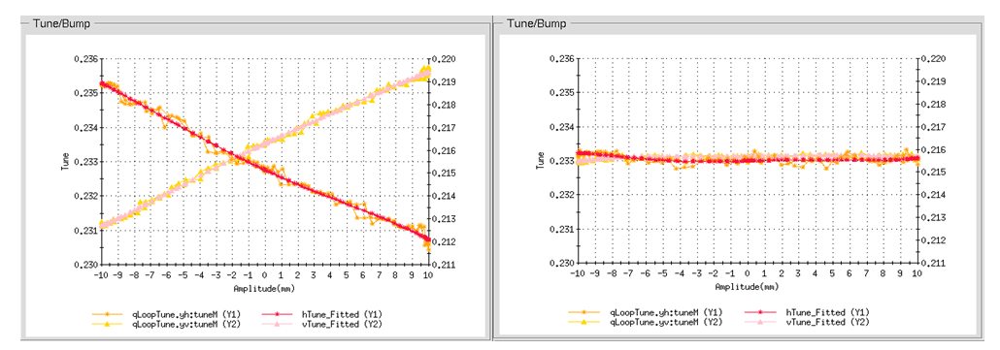 Tune/Bump
0.236
0.235
0.234
0.233
0.232
0.231
0.230
Tune
0.220
0.219
0.218
0.217
0.216
0.215
0.214
0.213
0.212
0.211
-10 -9 -8 -7 -6 -5 -4 -3 -2 -1 0 1 2 3 4 5 6 7 8 9 10
Amplitude(mm)
qLoopTune.yh:tuneM (Y1) hTune_Fitted (Y1)
qLoopTune.yv:tuneM (Y2) vTune_Fitted (Y2)
Tune/Bump
0.236
0.235
0.234
0.233
0.232
0.231
0.230
Tune
0.220
0.219
0.218
0.217
0.216
0.215
0.214
0.213
0.212
0.211
-10 -9 -8 -7 -6 -5 -4 -3 -2 -1 0 1 2 3 4 5 6 7 8 9 10
Amplitude(mm)
qLoopTune.yh:tuneM (Y1) hTune_Fitted (Y1)
qLoopTune.yv:tuneM (Y2) vTune_Fitted (Y2)